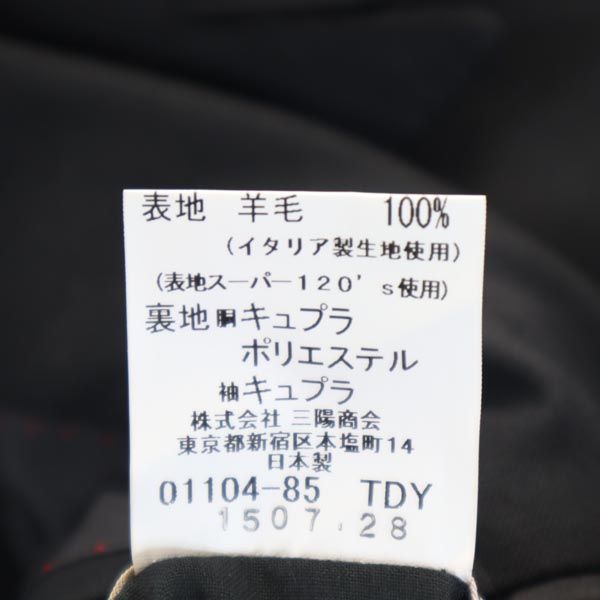 表地 羊毛 100%
(イタリア製生地使用)
(表地スーパー120's使用)
裏地 胴キュプラ
ポリエステル
袖キュプラ
株式会社 三陽商会
東京都新宿区本塩町14
日本製
01104-85 TDY
1507.28